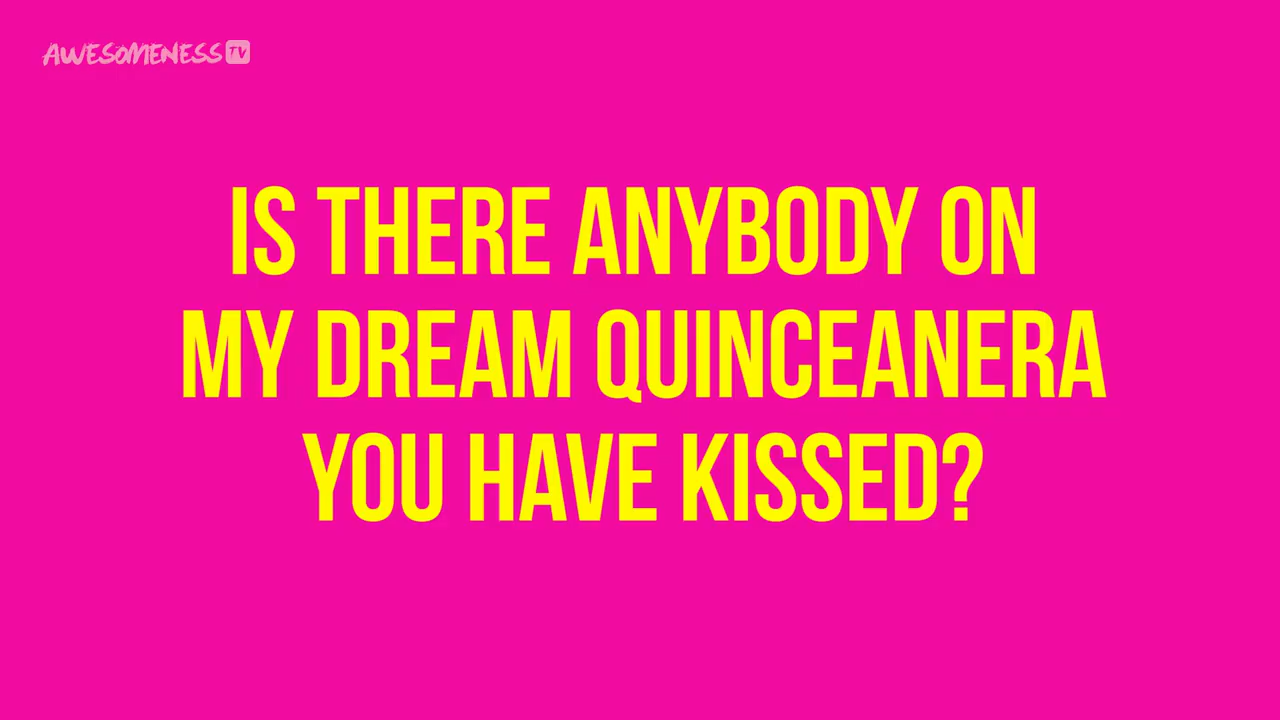 AWESOMENESS TV
IS THERE ANYBODY ON
MY DREAM QUINCEANERA
YOU HAVE KISSED?